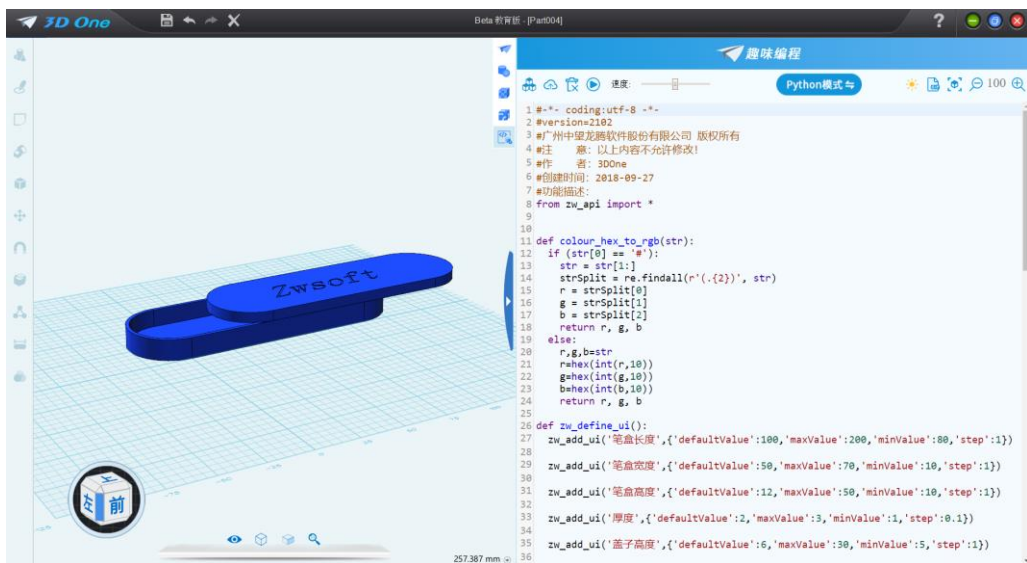 3D One
Beta 教育版 - [Part004]
?
趣味编程
速度:
Python模式
100
1 #-*- coding:utf-8 -*-
2 #version=2102
3 #广州中望龙腾软件股份有限公司 版权所有
4 #注 意: 以上内容不允许修改!
5 #作 者: 3DOne
6 #创建时间: 2018-09-27
7 #功能描述:
8 from zw_api import *
9
10
11 def colour_hex_to_rgb(str):
12 if (str[0] == '#'):
13 str = str[1:]
14 strSplit = re.findall(r'(.{2})', str)
15 r = strSplit[0]
16 g = strSplit[1]
17 b = strSplit[2]
18 return r, g, b
19 else:
20 r,g,b=str
21 r=hex(int(r,10))
22 g=hex(int(g,10))
23 b=hex(int(b,10))
24 return r, g, b
25
26 def zw_define_ui():
27 zw_add_ui('笔盒长度',{'defaultValue':100,'maxValue':200,'minValue':80,'step':1})
28
29 zw_add_ui('笔盒宽度',{'defaultValue':50,'maxValue':70,'minValue':10,'step':1})
30
31 zw_add_ui('笔盒高度',{'defaultValue':12,'maxValue':50,'minValue':10,'step':1})
32
33 zw_add_ui('厚度',{'defaultValue':2,'maxValue':3,'minValue':1,'step':0.1})
34
35 zw_add_ui('盖子高度',{'defaultValue':6,'maxValue':30,'minValue':5,'step':1})
36
Zwsoft
上
左
前
257.387 mm